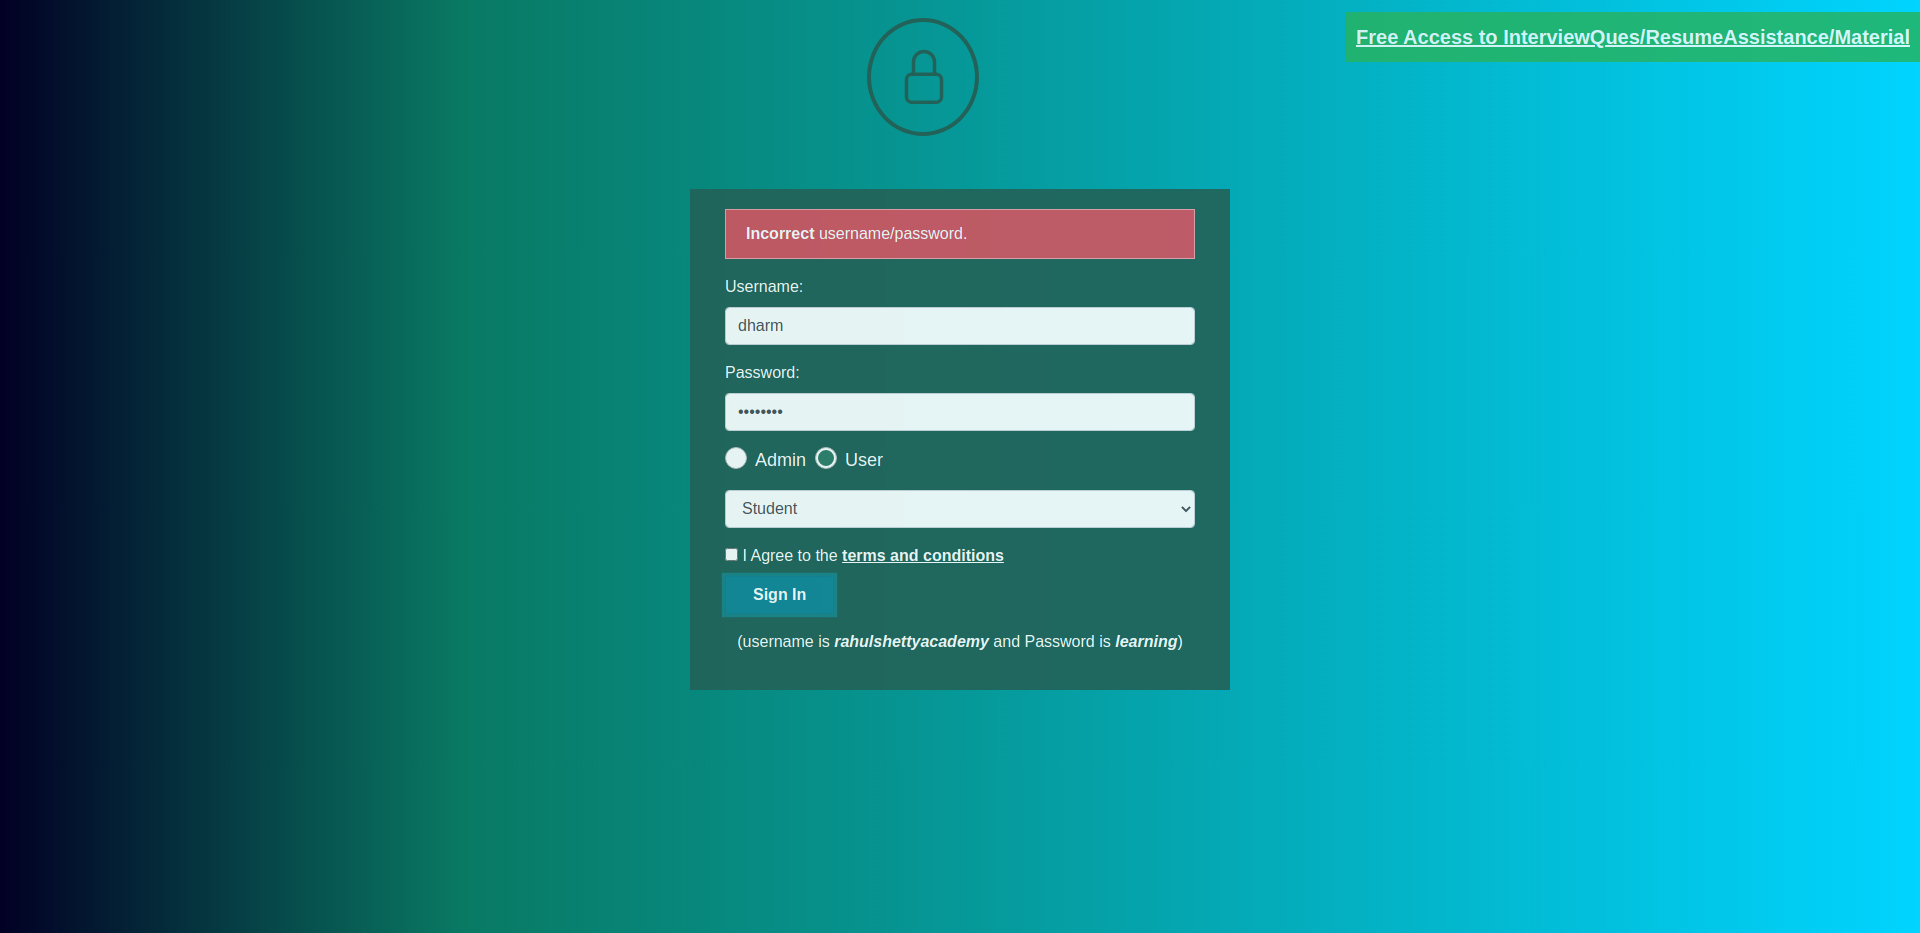 Free Access to InterviewQues/ResumeAssistance/Material
Incorrect username/password.
Username:
dharm
Password:
••••••••
Admin User
Student
I Agree to the terms and conditions
Sign In
(username is rahulshettyacademy and Password is learning)